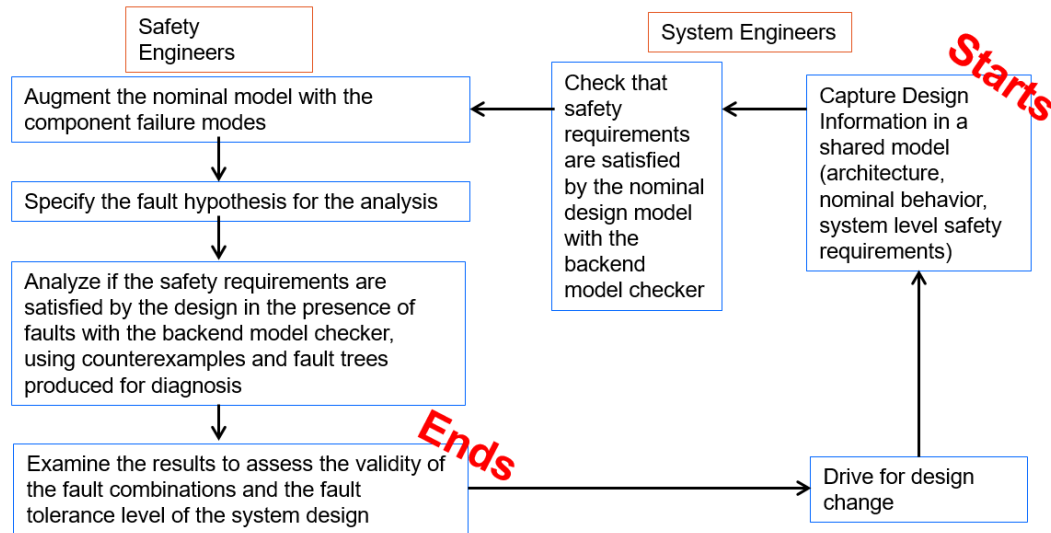 Safety
Engineers
System Engineers
Starts
Augment the nominal model with the
component failure modes
Check that
safety
requirements
are satisfied
by the nominal
design model
with the
backend
model checker
Capture Design
Information in a
shared model
(architecture,
nominal behavior,
system level safety
requirements)
Specify the fault hypothesis for the analysis
Analyze if the safety requirements are
satisfied by the design in the presence of
faults with the backend model checker,
using counterexamples and fault trees
produced for diagnosis
Ends
Examine the results to assess the validity of
the fault combinations and the fault
tolerance level of the system design
Drive for design
change